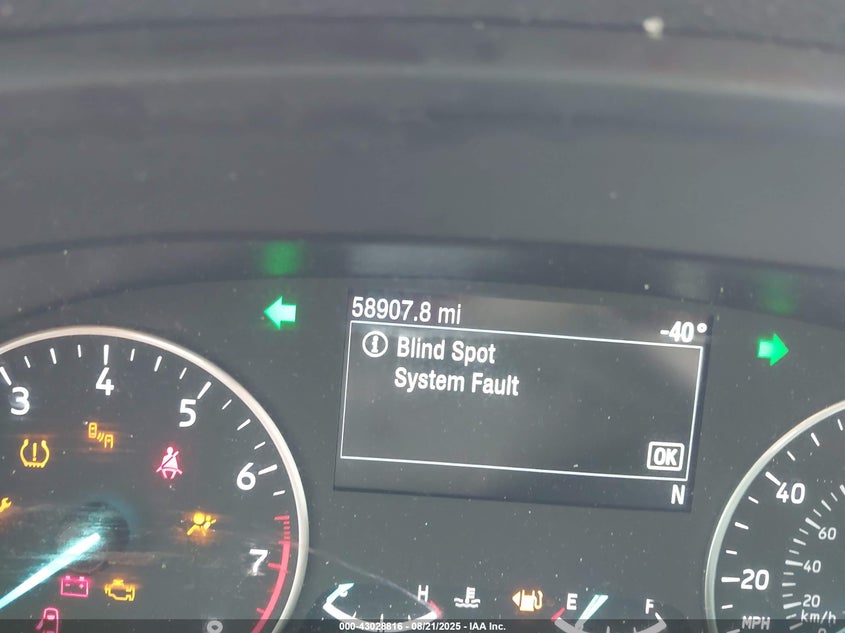 58907.8 mi
-40°
Blind Spot
System Fault
OK
N
3
4
5
6
7
H
E
F
40
20
MPH
60
40
20
km/h
000-43028816 - 08/21/2025 - IAA Inc.